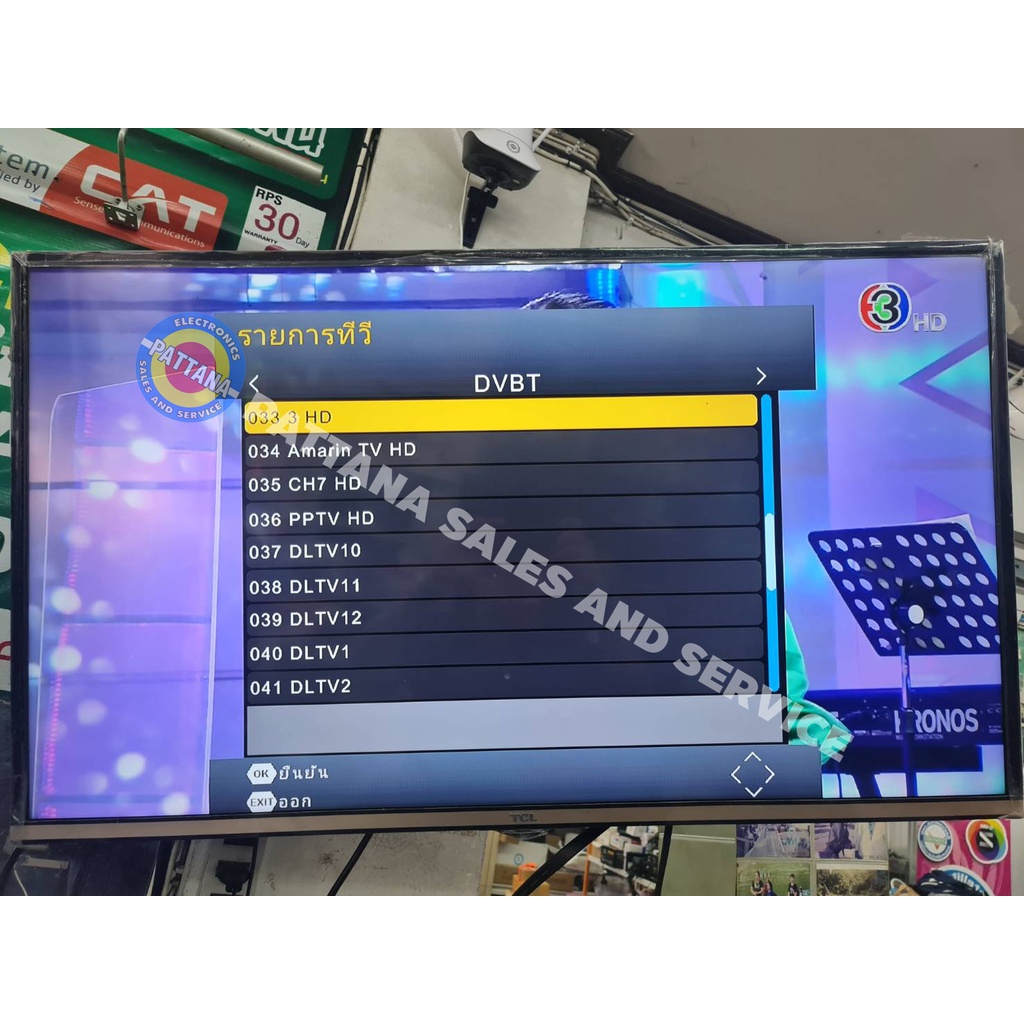 tem
ied by
CAT
RPS
30
Day
WARRANTY
3 HD
ELECTRONICS
PATTANA
SALES AND SERVICE
รายการทีวี
DVBT
033 3 HD
034 Amarin TV HD
035 CH7 HD
036 PPTV HD
037 DLTV10
038 DLTV11
039 DLTV12
040 DLTV1
041 DLTV2
PATTANA SALES AND SERVICE
KRONOS
OK ยืนยัน
EXIT ออก
TCL